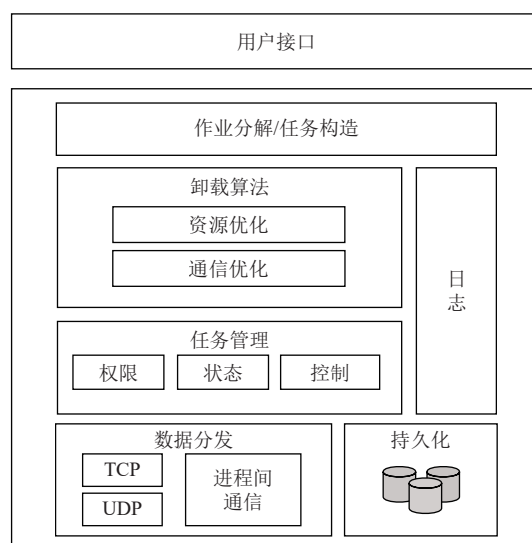 用户接口
作业分解/任务构造
卸载算法
资源优化
通信优化
日
志
任务管理
权限
状态
控制
数据分发
TCP
UDP
进程间
通信
持久化